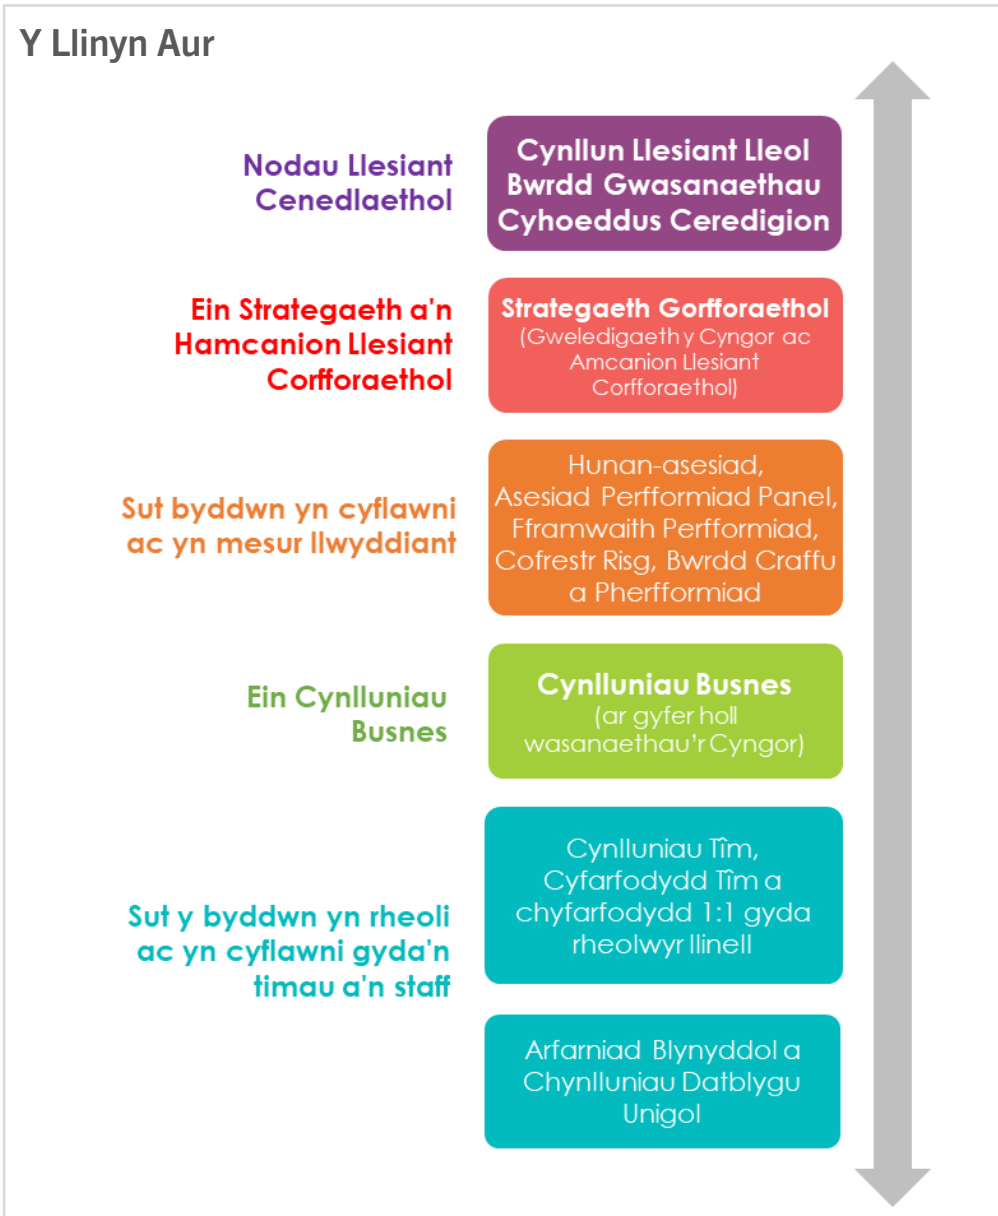 Y Llinyn Aur
Nodau Llesiant
Cenedlaethol
Cynllun Llesiant Lleol
Bwrdd Gwasanaethau
Cyhoeddus Ceredigion
Ein Strategaeth a'n
Hamcanion Llesiant
Corfforaethol
Strategaeth Gorfforaethol
(Gweledigaeth y Cyngor ac
Amcanion Llesiant
Corfforaethol)
Sut byddwn yn cyflawni
ac yn mesur llwyddiant
Hunan-asesiad,
Asesiad Perfformiad Panel,
Fframwaith Perfformiad,
Cofrestr Risg, Bwrdd Craffu
a Pherfformiad
Ein Cynlluniau
Busnes
Cynlluniau Busnes
(ar gyfer holl
wasanaethau’r Cyngor)
Sut y byddwn yn rheoli
ac yn cyflawni gyda'n
timau a'n staff
Cynlluniau Tîm,
Cyfarfodydd Tîm a
chyfarfodydd 1:1 gyda
rheolwyr llinell
Arfarniad Blynyddol a
Chynlluniau Datblygu
Unigol